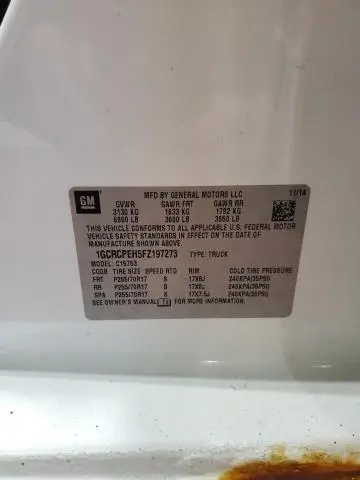 GM
MFD BY GENERAL MOTORS LLC 11/14
GVWR GAWR FRT GAWR RR
3130 KG 1633 KG 1792 KG
6900 LB 3600 LB 3950 LB
THIS VEHICLE CONFORMS TO ALL APPLICABLE U.S. FEDERAL MOTOR
VEHICLE SAFETY STANDARDS IN EFFECT ON THE DATE OF
MANUFACTURE SHOWN ABOVE.
1GCRCPEH5FZ197273 TYPE: TRUCK
MODEL: C15753
CGQB TIRE SIZE SPEED RTG RIM COLD TIRE PRESSURE
FRT P255/70R17 S 17X8J 240KPA(35PSI)
RR P255/70R17 S 17X8J 240KPA(35PSI)
SPA P255/70R17 S 17X7.5J 240KPA(35PSI)
SEE OWNER'S MANUAL